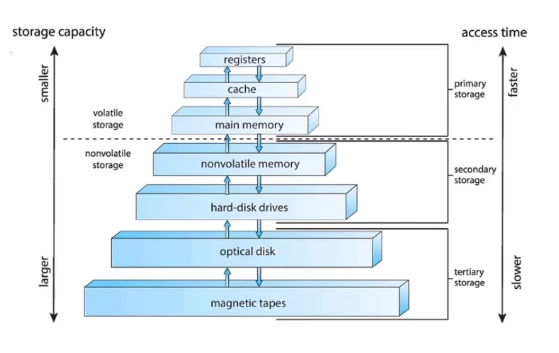 storage capacity
access time
smaller
faster
registers
cache
primary
storage
main memory
volatile
storage
nonvolatile
storage
nonvolatile memory
secondary
storage
hard-disk drives
optical disk
larger
slower
tertiary
storage
magnetic tapes